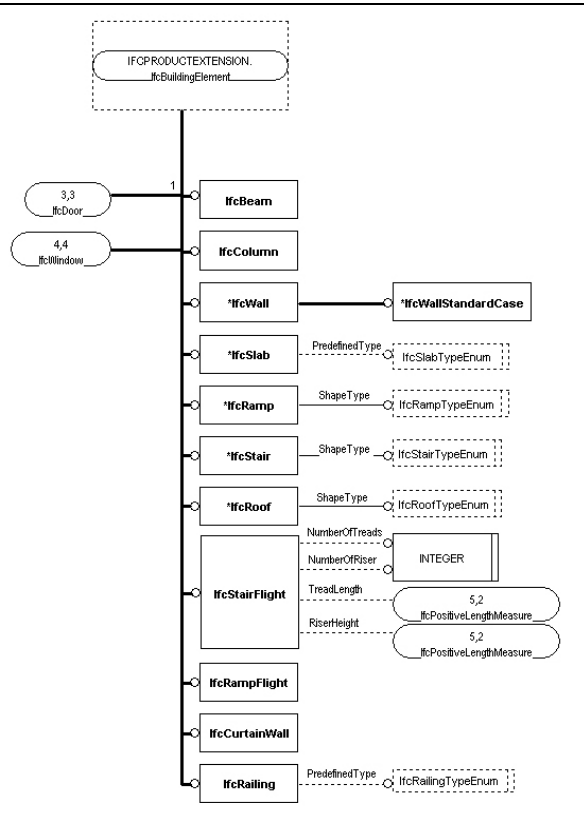 IFCPRODUCTEXTENSION.
IfcBuildingElement
1
3,3
IfcDoor
IfcBeam
4,4
IfcWindow
IfcColumn
*IfcWall
*IfcWallStandardCase
*IfcSlab
PredefinedType
IfcSlabTypeEnum
*IfcRamp
ShapeType
IfcRampTypeEnum
*IfcStair
ShapeType
IfcStairTypeEnum
*IfcRoof
ShapeType
IfcRoofTypeEnum
IfcStairFlight
NumberOfTreads
NumberOfRiser
INTEGER
TreadLength
5,2
IfcPositiveLengthMeasure
RiserHeight
5,2
IfcPositiveLengthMeasure
IfcRampFlight
IfcCurtainWall
IfcRailing
PredefinedType
IfcRailingTypeEnum